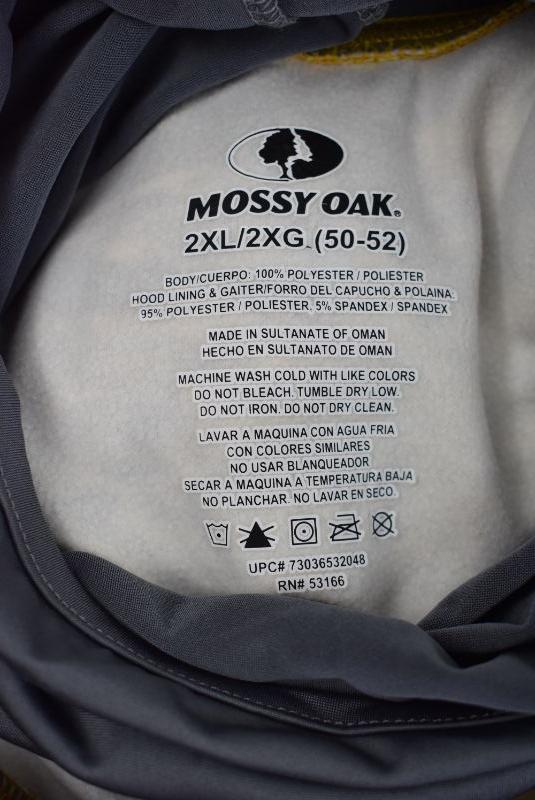 MOSSY OAK®
2XL/2XG (50-52)
BODY/CUERPO: 100% POLYESTER / POLIESTER
HOOD LINING & GAITER/FORRO DEL CAPUCHO & POLAINA:
95% POLYESTER / POLIESTER, 5% SPANDEX / SPANDEX
MADE IN SULTANATE OF OMAN
HECHO EN SULTANATO DE OMAN
MACHINE WASH COLD WITH LIKE COLORS
DO NOT BLEACH. TUMBLE DRY LOW.
DO NOT IRON. DO NOT DRY CLEAN.
LAVAR A MAQUINA CON AGUA FRIA
CON COLORES SIMILARES
NO USAR BLANQUEADOR
SECAR A MAQUINA A TEMPERATURA BAJA
NO PLANCHAR. NO LAVAR EN SECO.
UPC# 73036532048
RN# 53166